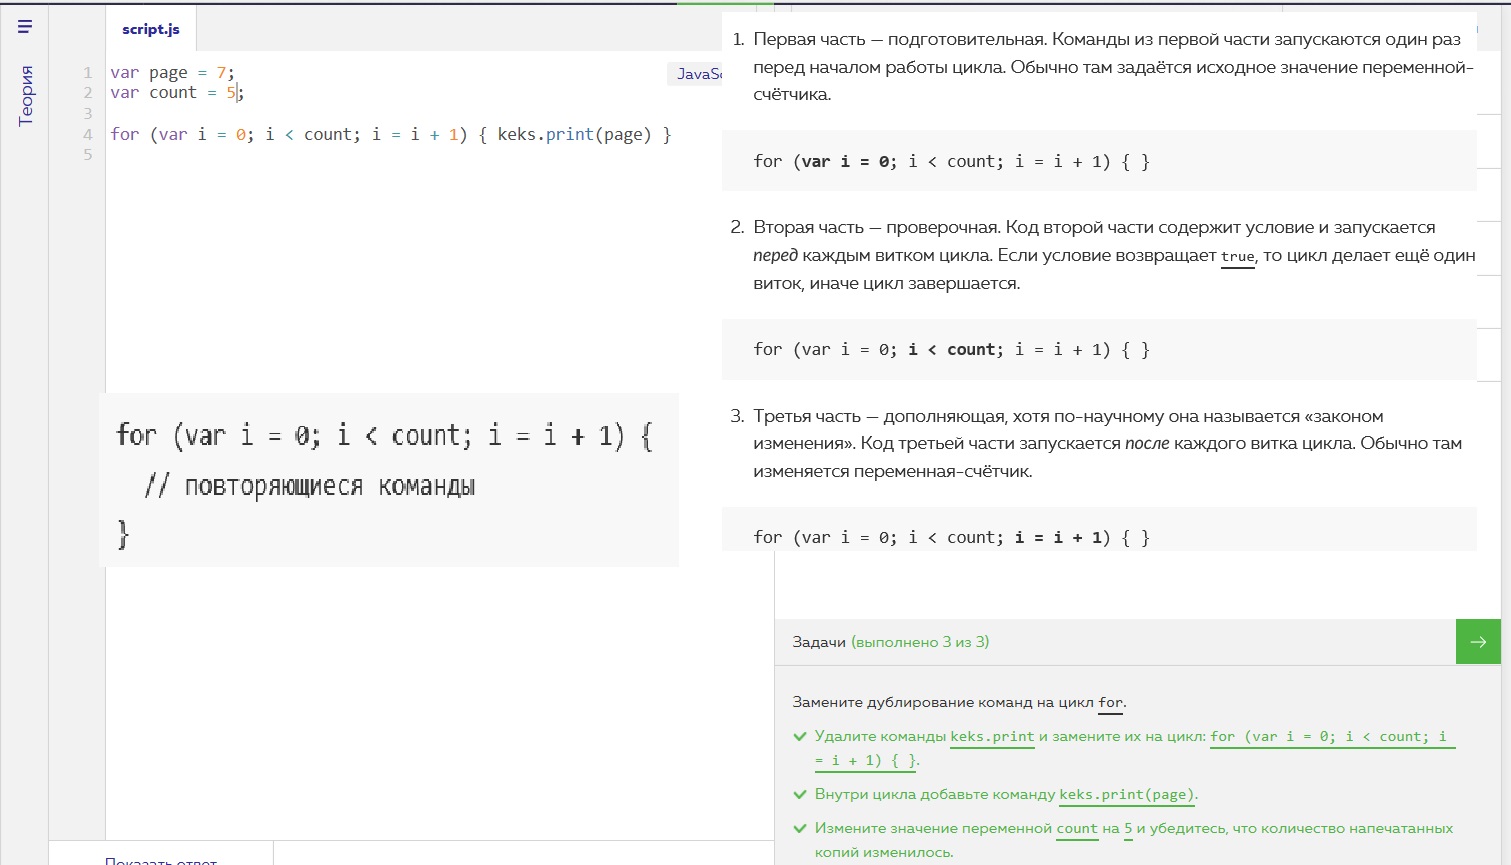 Теория
script.js
JavaSc
1 var page = 7;
2 var count = 5;
3
4 for (var i = 0; i < count; i = i + 1) { keks.print(page) }
5
for (var i = 0; i < count; i = i + 1) {
// повторяющиеся команды
}
1. Первая часть — подготовительная. Команды из первой части запускаются один раз
перед началом работы цикла. Обычно там задаётся исходное значение переменной-
счётчика.
for (var i = 0; i < count; i = i + 1) { }
2. Вторая часть — проверочная. Код второй части содержит условие и запускается
перед каждым витком цикла. Если условие возвращает true, то цикл делает ещё один
виток, иначе цикл завершается.
for (var i = 0; i < count; i = i + 1) { }
3. Третья часть — дополняющая, хотя по-научному она называется «законом
изменения». Код третьей части запускается после каждого витка цикла. Обычно там
изменяется переменная-счётчик.
for (var i = 0; i < count; i = i + 1) { }
Задачи (выполнено 3 из 3)
Замените дублирование команд на цикл for.
Удалите команды keks.print и замените их на цикл: for (var i = 0; i < count; i
= i + 1) { }.
Внутри цикла добавьте команду keks.print(page).
Измените значение переменной count на 5 и убедитесь, что количество напечатанных
копий изменилось.
Показать ответ